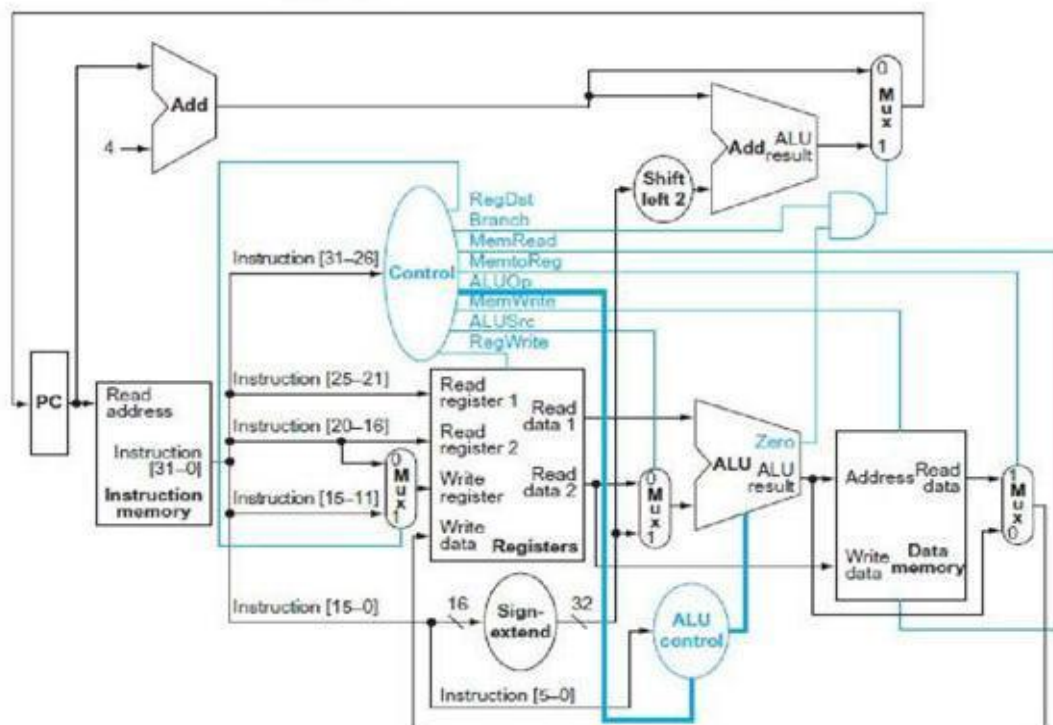 Add
4
0
Mux
1
Add
ALU
result
Shift
left 2
RegDst
Branch
MemRead
MemtoReg
ALUOp
MemWrite
ALUSrc
RegWrite
Control
Instruction [31–26]
Instruction [25–21]
Instruction [20–16]
Instruction [15–11]
Instruction [15–0]
PC
Read
address
Instruction
[31–0]
Instruction
memory
0
Mux
1
Read
register 1
Read
register 2
Write
register
Write
data
Read
data 1
Read
data 2
Registers
0
Mux
1
Zero
ALU
ALU
result
Address
Read
data
Write
data
Data
memory
1
Mux
0
16
Sign-
extend
32
ALU
control
Instruction [5–0]